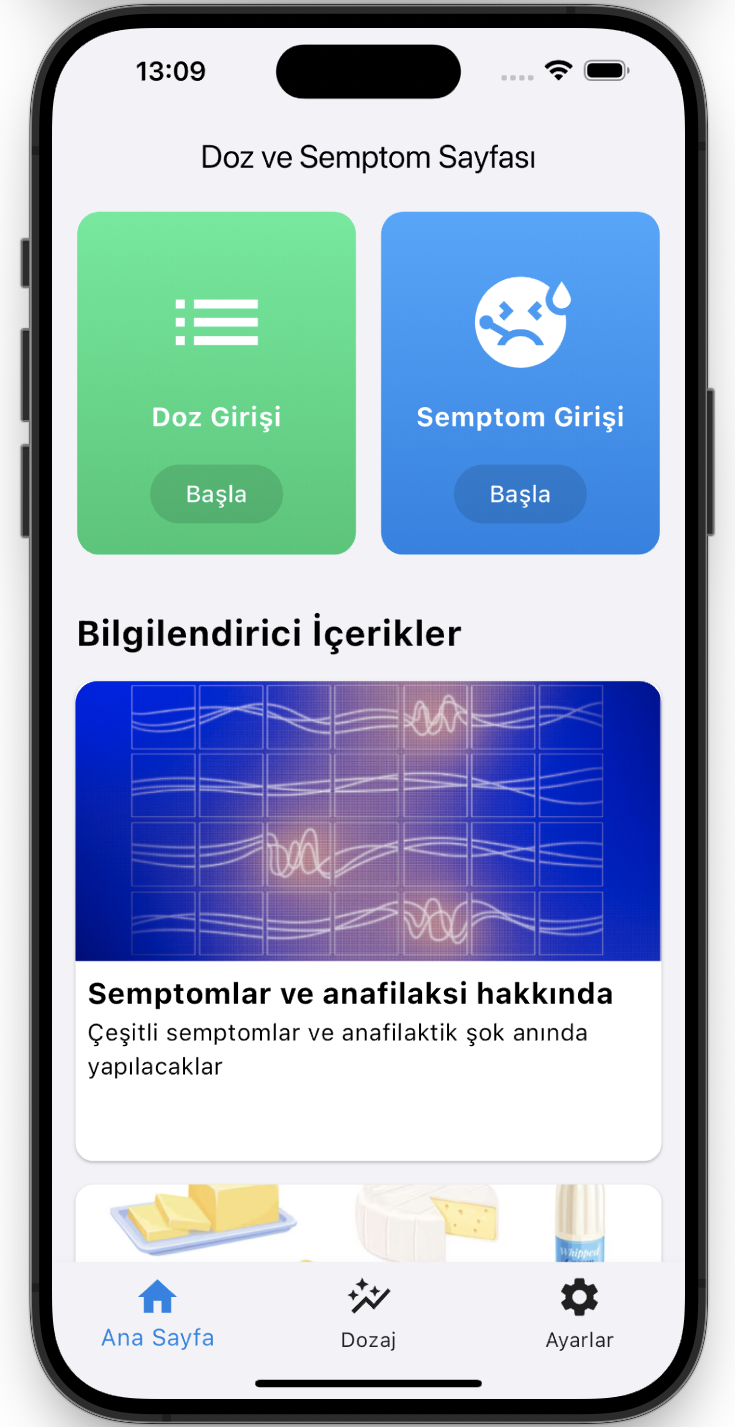 13:09
Doz ve Semptom Sayfası
Doz Girişi
Semptom Girişi
Başla
Başla
Bilgilendirici İçerikler
Semptomlar ve anafilaksi hakkında
Çeşitli semptomlar ve anafilaktik şok anında
yapılacaklar
Whipped
Ana Sayfa
Dozaj
Ayarlar